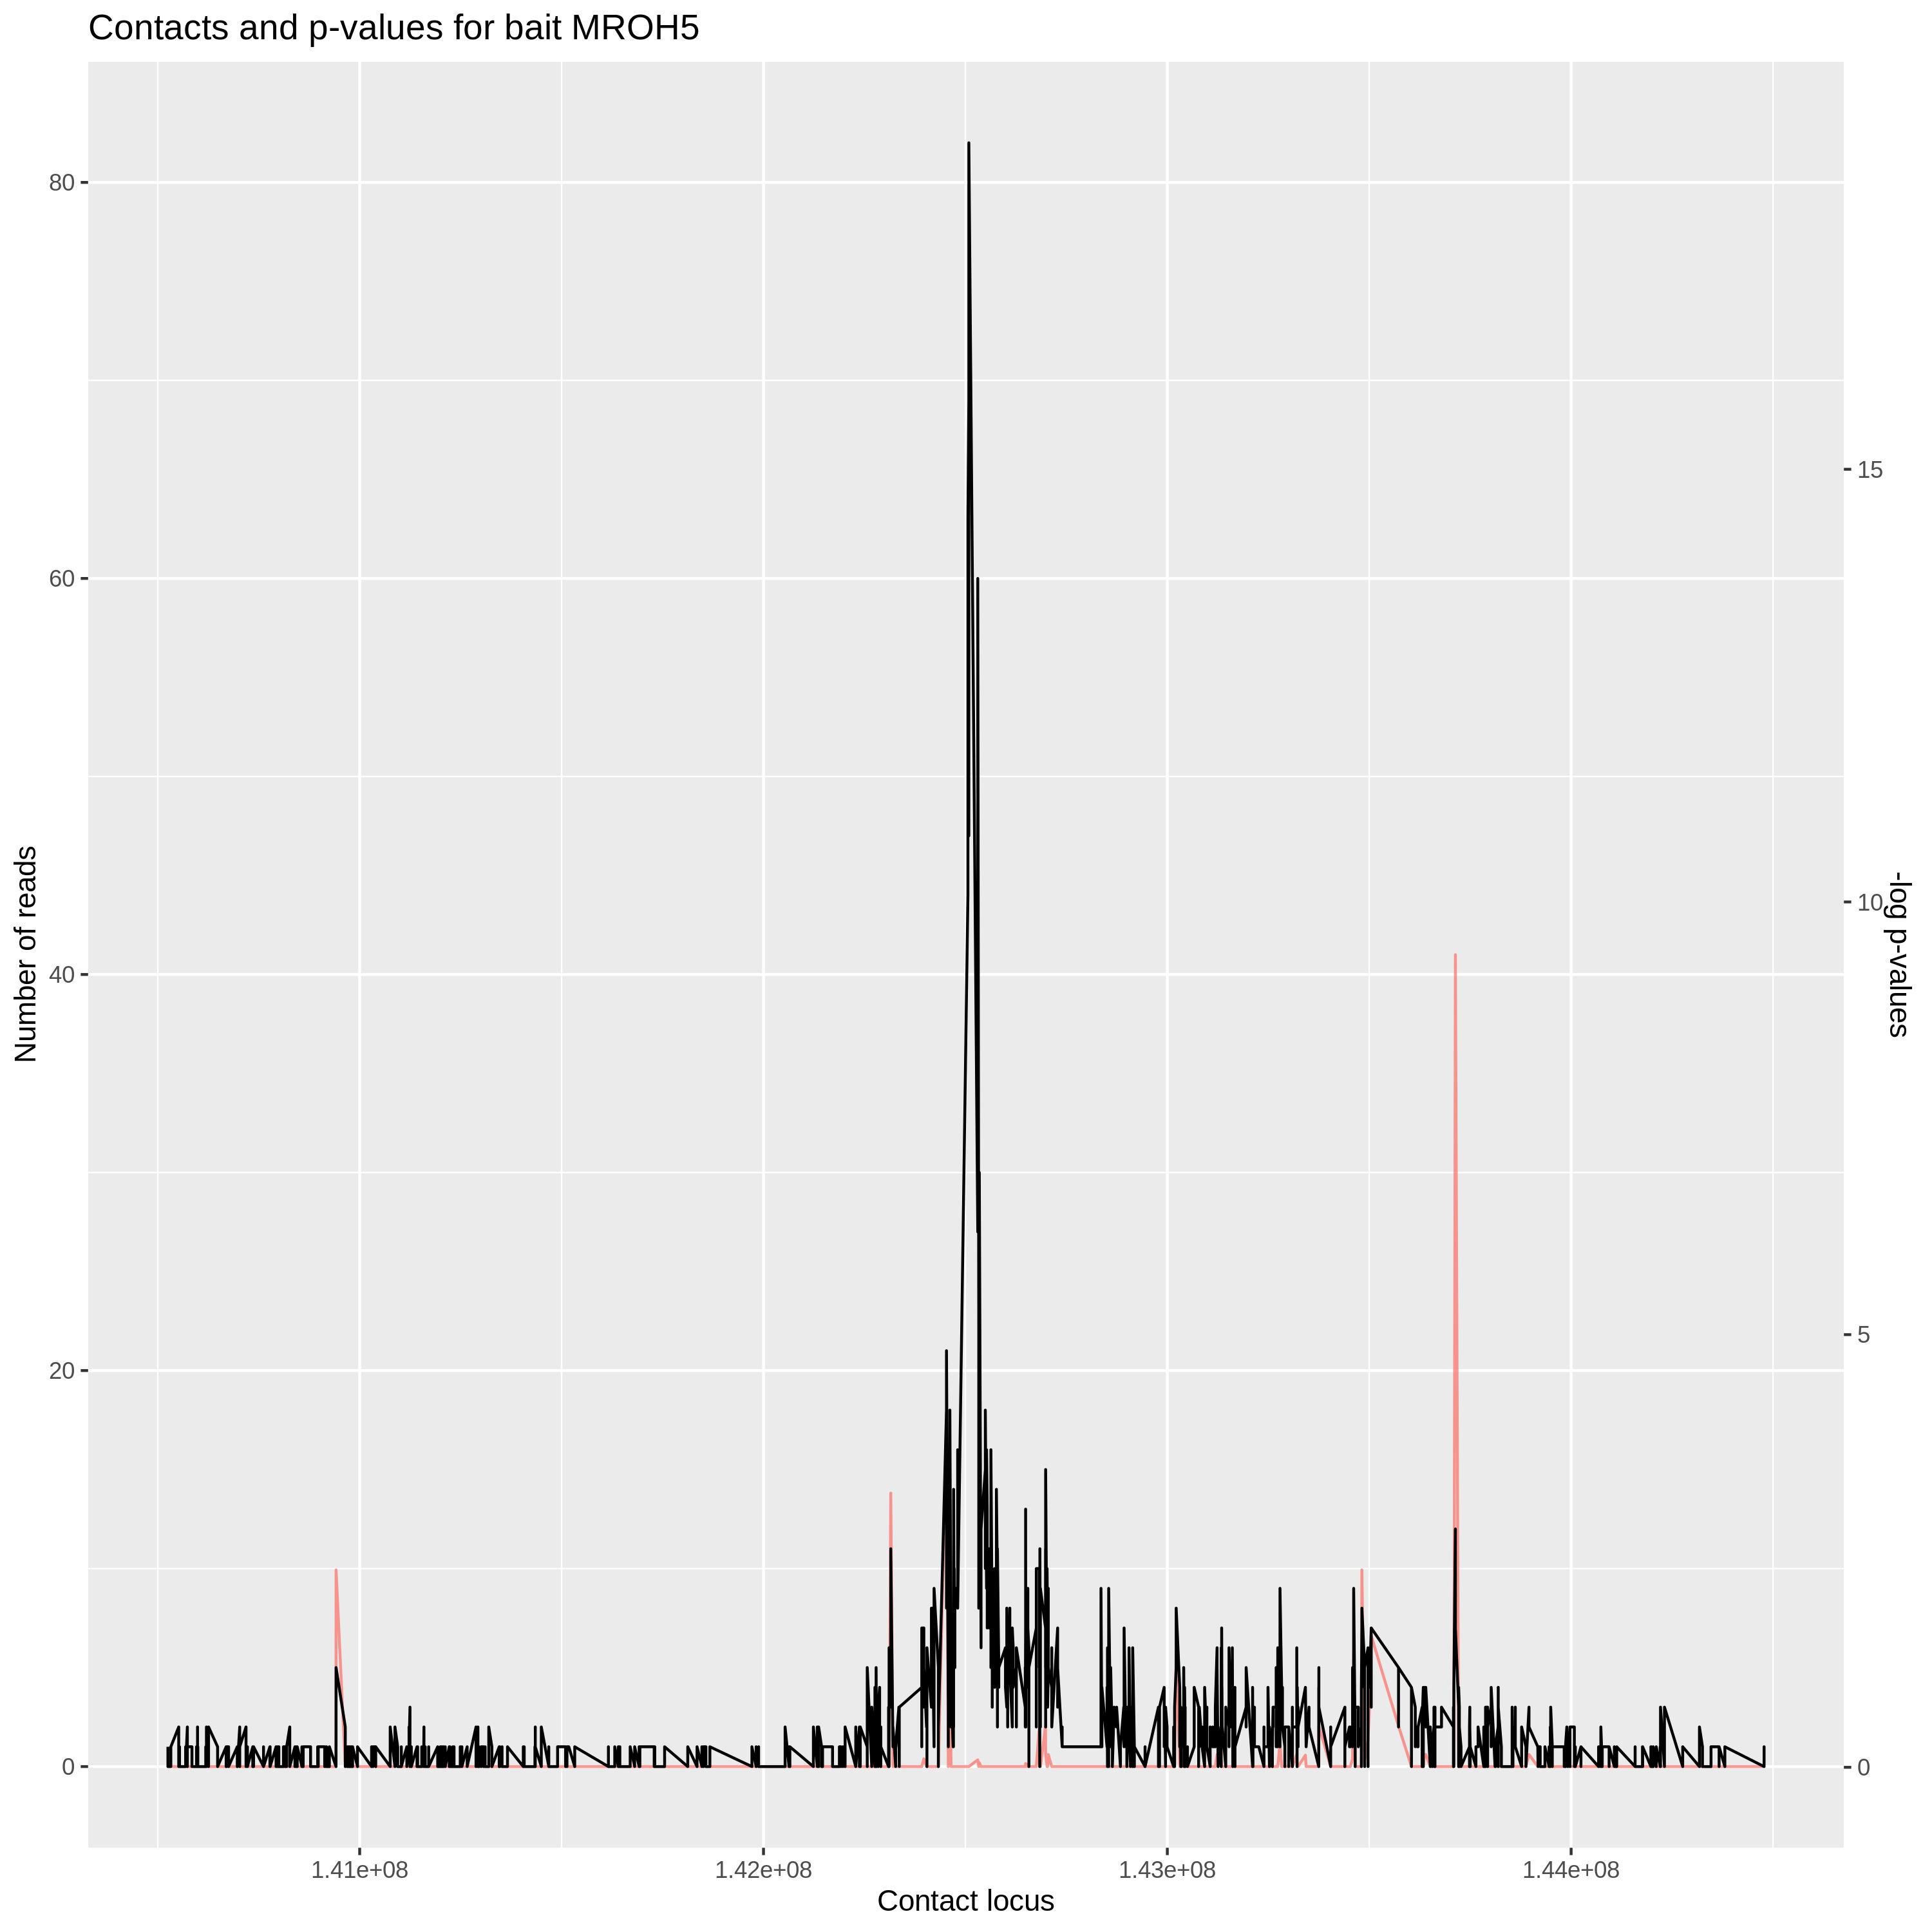 Contacts and p-values for bait MROH5
80
60
40
20
0
15
10
5
0
Number of reads
-log p-values
1.41e+08
1.42e+08
1.43e+08
1.44e+08
Contact locus